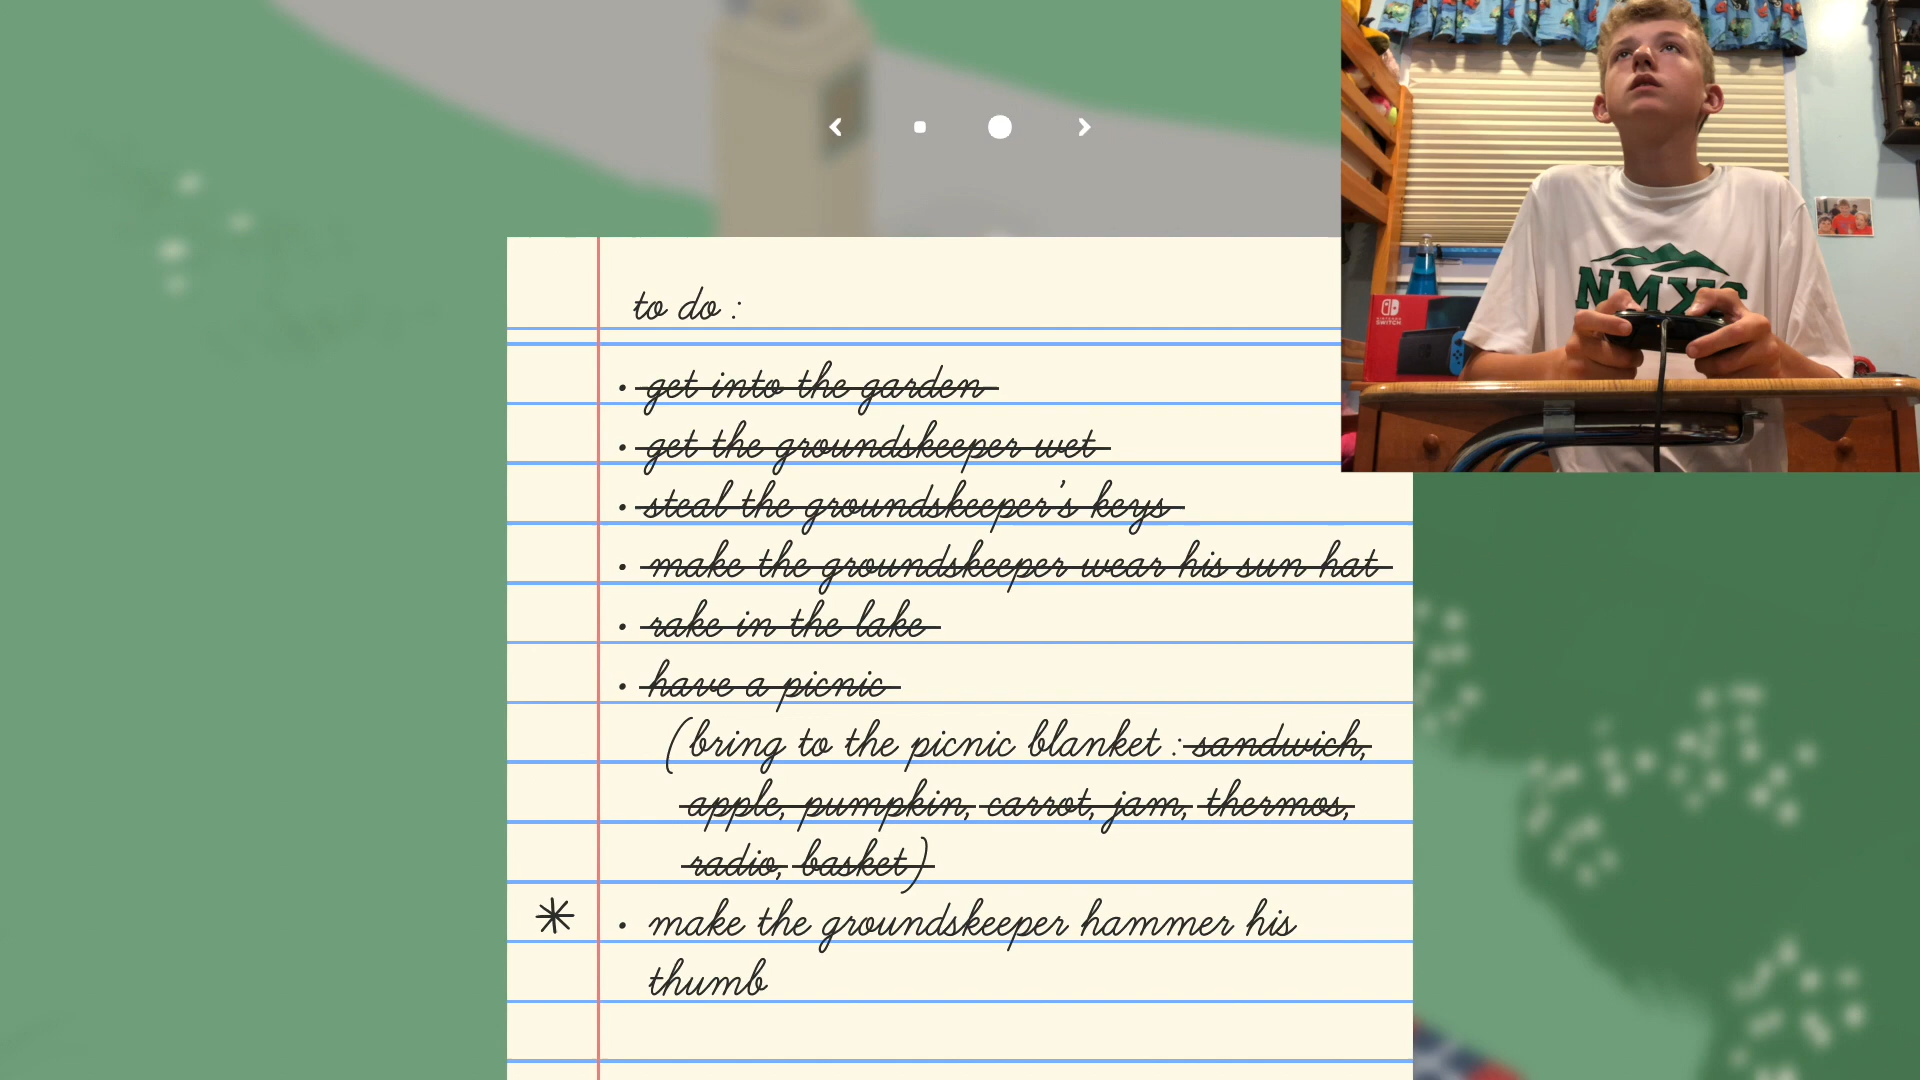 to do :
• get into the garden
• get the groundskeeper wet
• steal the groundskeeper's keys
• make the groundskeeper wear his sun hat
• rake in the lake
• have a picnic
(bring to the picnic blanket : sandwich,
apple, pumpkin, carrot, jam, thermos,
radio, basket)
* • make the groundskeeper hammer his
thumb
NINTENDO
SWITCH